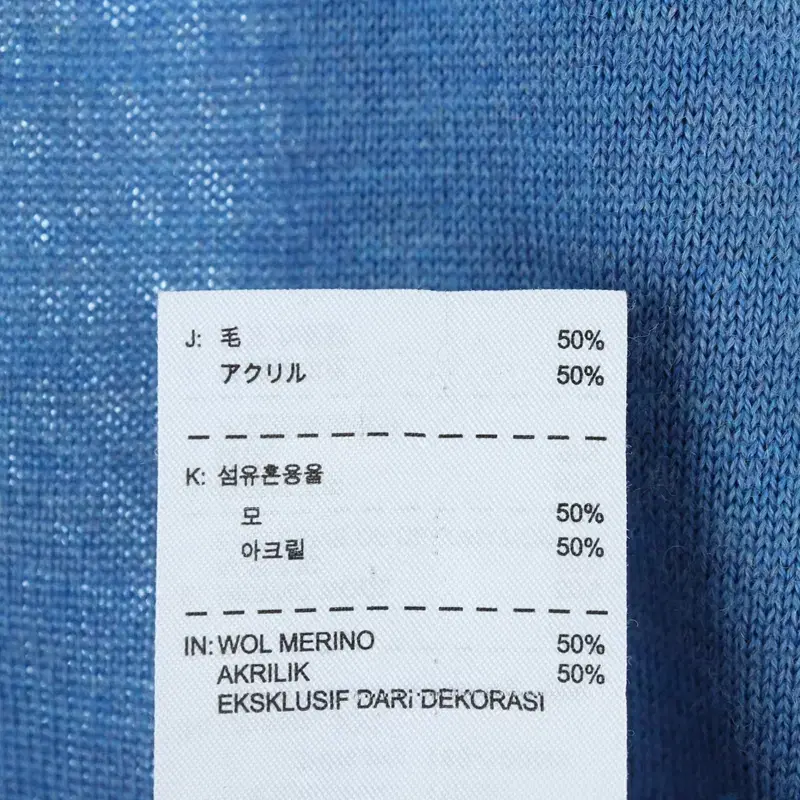 J: 毛 50%
アクリル 50%
K: 섬유혼용율
모 50%
아크릴 50%
IN: WOL MERINO 50%
AKRILIK 50%
EKSKLUSIF DARI DEKORASI